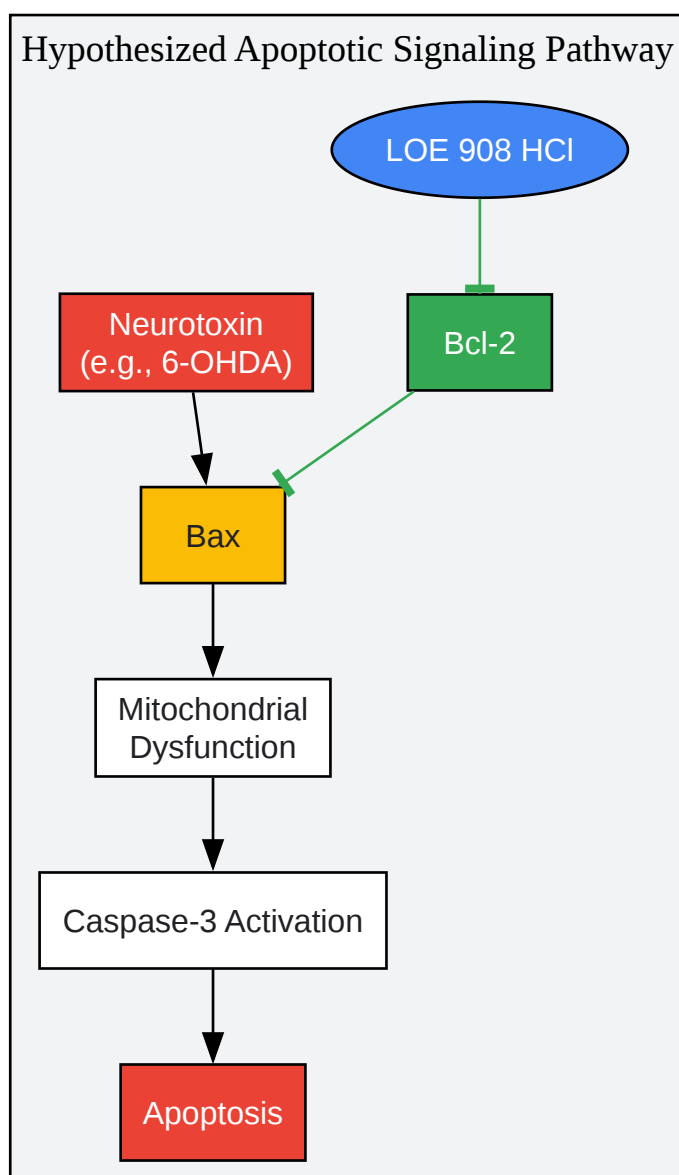 Hypothesized Apoptotic Signaling Pathway
LOE 908 HCl
Neurotoxin
(e.g., 6-OHDA)
Bcl-2
Bax
Mitochondrial
Dysfunction
Caspase-3 Activation
Apoptosis